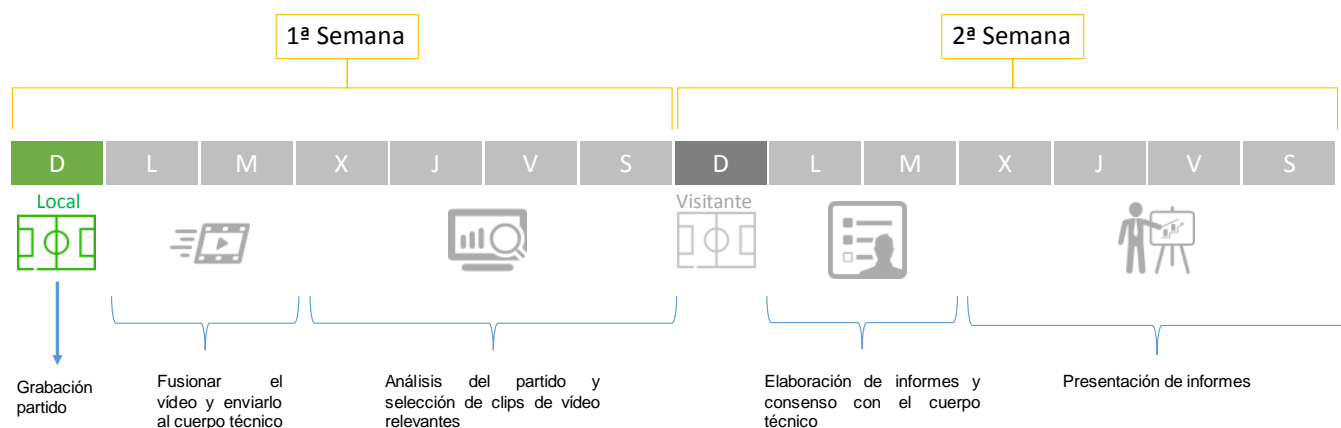 1ª Semana
2ª Semana
D L M X J V S D L M X J V S
Local
Visitante
Grabación
partido
Fusionar el
vídeo y enviarlo
al cuerpo técnico
Análisis del partido y
selección de clips de vídeo
relevantes
Elaboración de informes y
consenso con el cuerpo
técnico
Presentación de informes